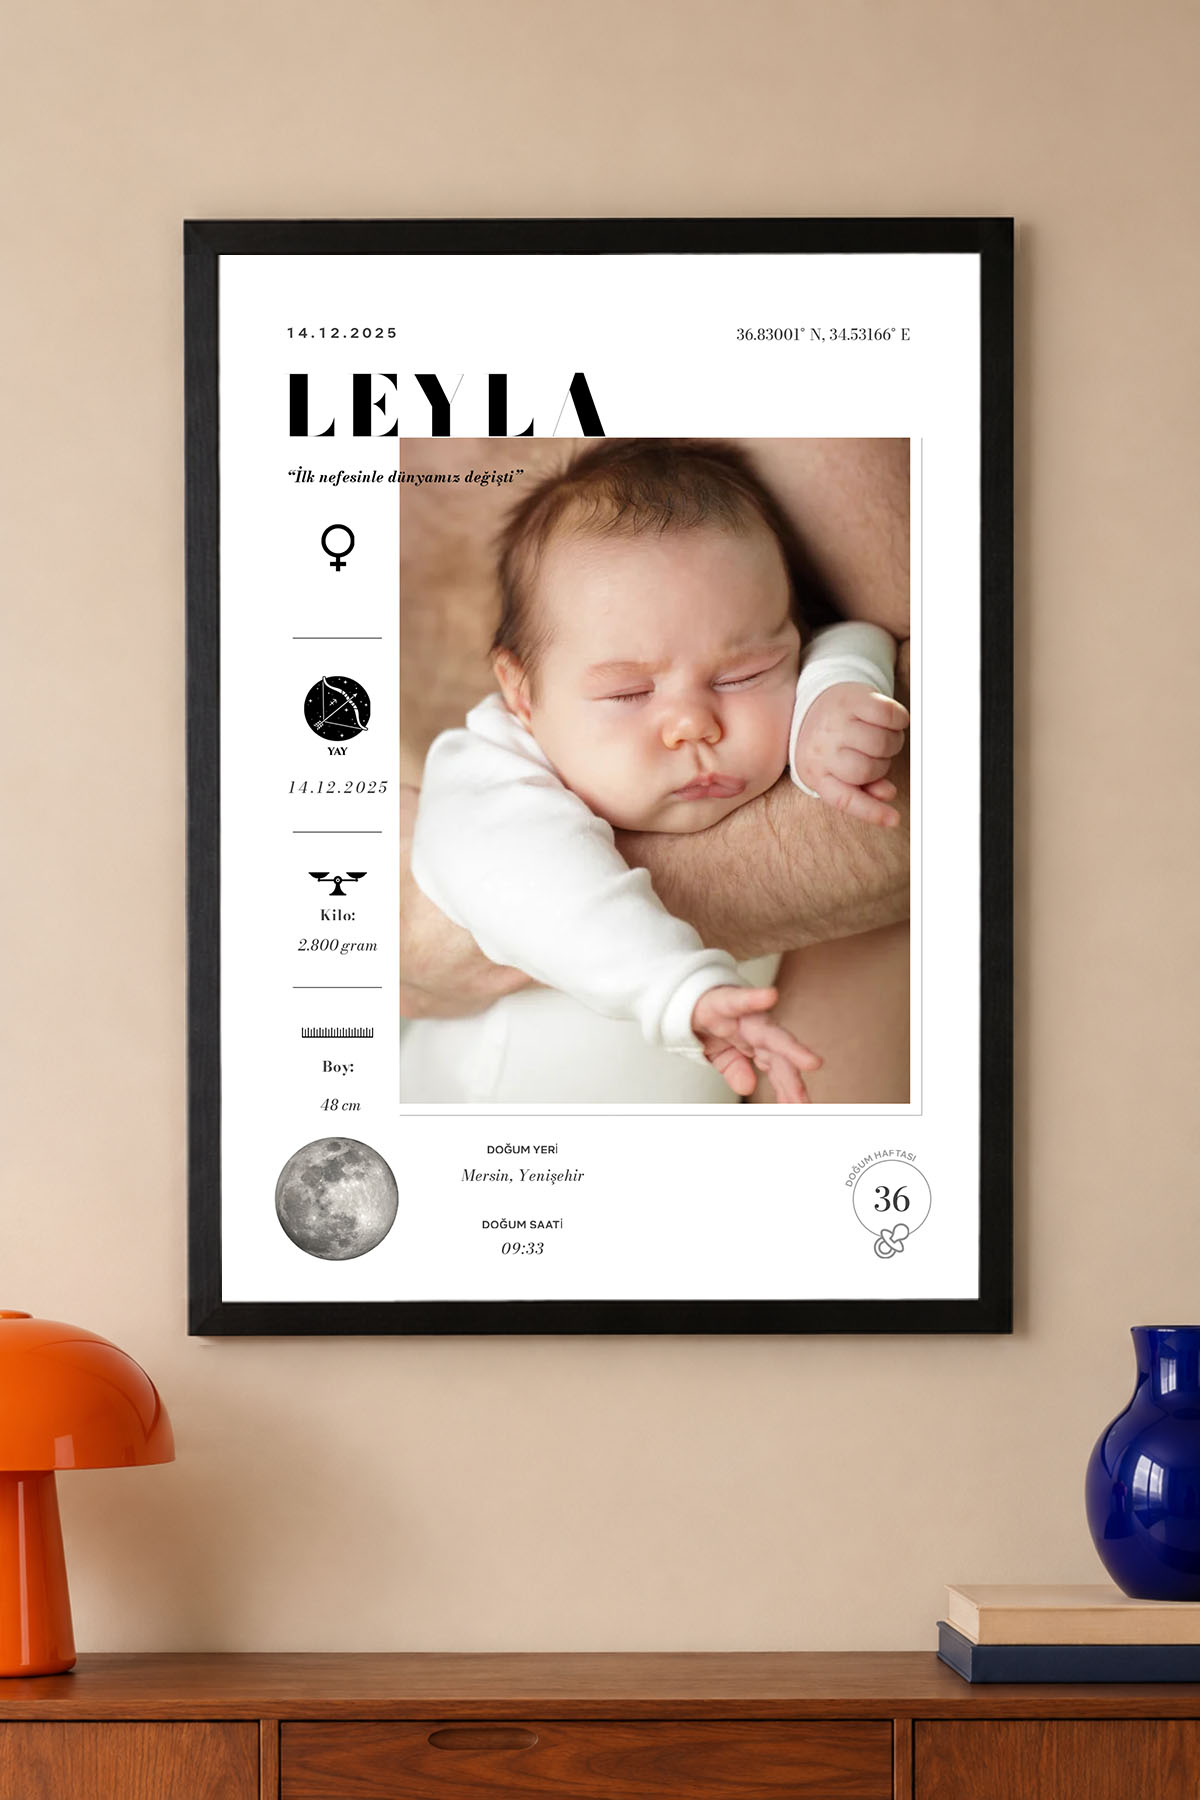 14.12.2025
36.83001° N, 34.53166° E
LEYLA
“İlk nefesinle dünyamız değişti”
YAY
14.12.2025
Kilo:
2.800 gram
Boy:
48 cm
DOĞUM YERİ
Mersin, Yenişehir
DOĞUM SAATİ
09:33
DOĞUM HAFTASI
36